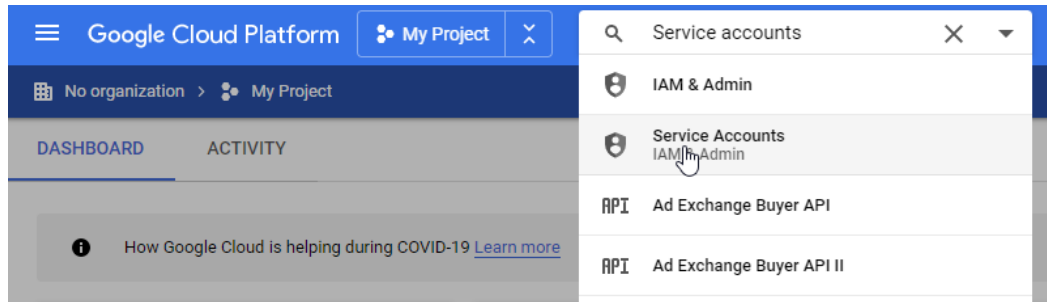 Google Cloud Platform
My Project
Service accounts
No organization > My Project
IAM & Admin
DASHBOARD
ACTIVITY
Service Accounts
IAM & Admin
API Ad Exchange Buyer API
How Google Cloud is helping during COVID-19 Learn more
API Ad Exchange Buyer API II